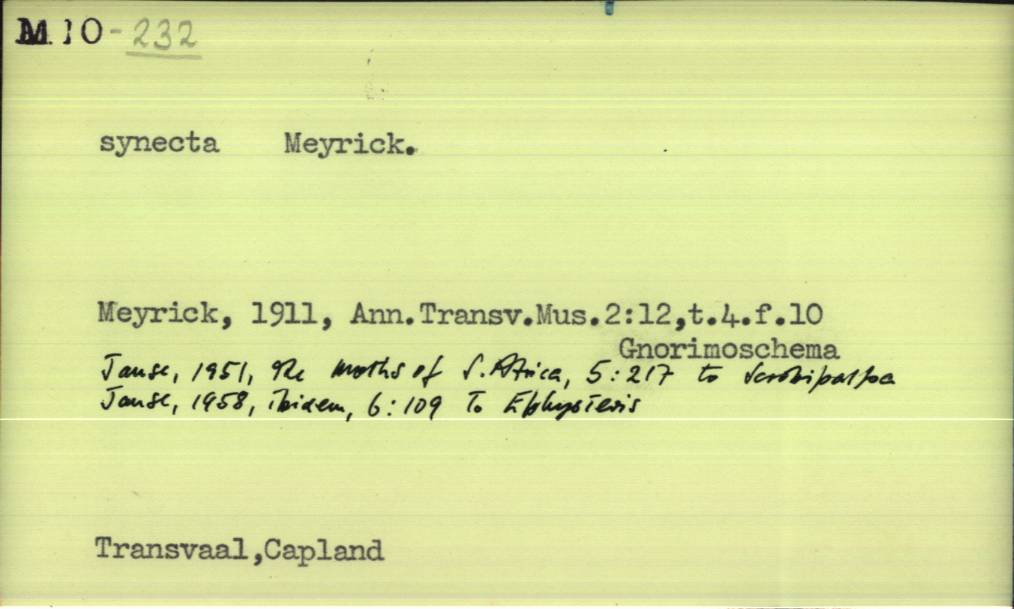 M10-232
synecta Meyrick.
Meyrick, 1911, Ann.Transv.Mus.2:12,t.4.f.10
Gnorimoschema
Janse, 1951, The moths of S. Africa, 5:217 to Scrobipalpa
Janse, 1958, ibidem, 6:109 To Ephysteris
Transvaal,Capland